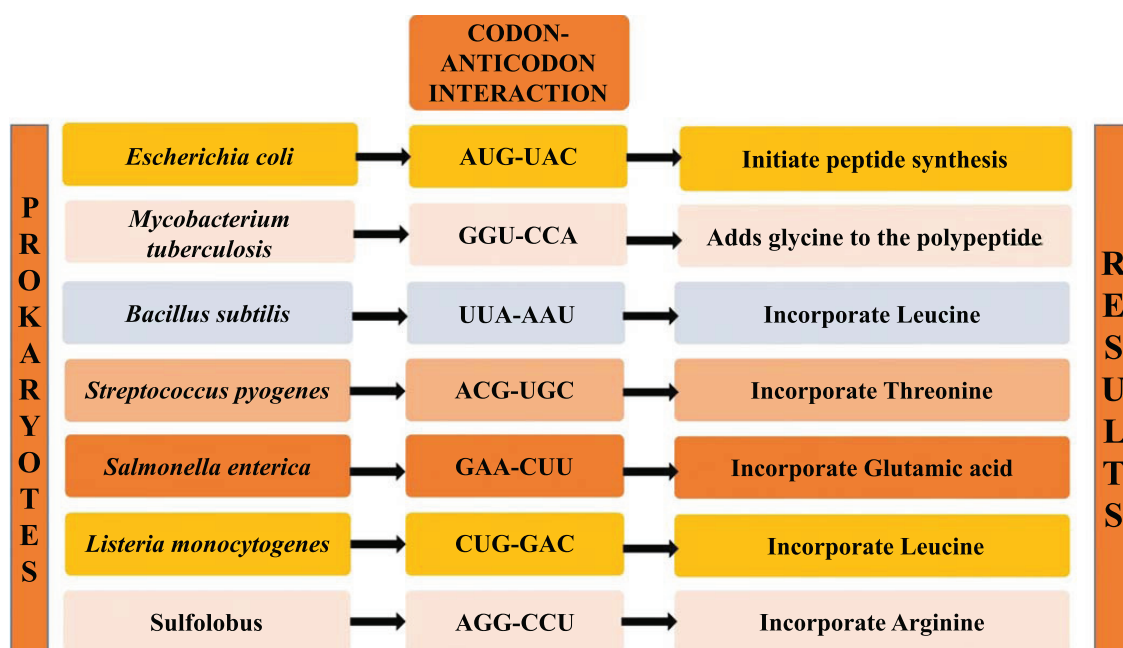 CODON-
ANTICODON
INTERACTION
PROKARYOTES
Escherichia coli
AUG-UAC
Initiate peptide synthesis
Mycobacterium
tuberculosis
GGU-CCA
Adds glycine to the polypeptide
Bacillus subtilis
UUA-AAU
Incorporate Leucine
Streptococcus pyogenes
ACG-UGC
Incorporate Threonine
Salmonella enterica
GAA-CUU
Incorporate Glutamic acid
Listeria monocytogenes
CUG-GAC
Incorporate Leucine
Sulfolobus
AGG-CCU
Incorporate Arginine
RESULTS